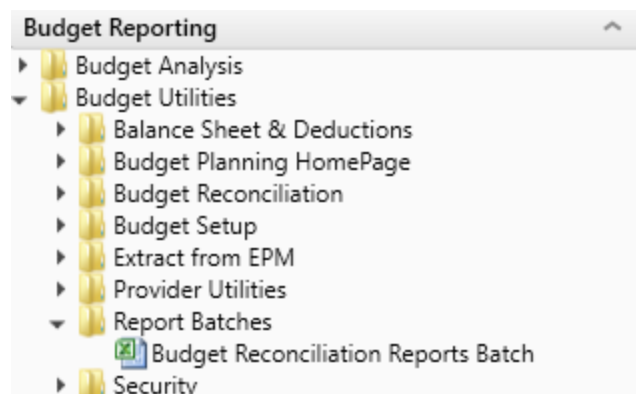 Budget Reporting
Budget Analysis
Budget Utilities
Balance Sheet & Deductions
Budget Planning HomePage
Budget Reconciliation
Budget Setup
Extract from EPM
Provider Utilities
Report Batches
Budget Reconciliation Reports Batch
Security